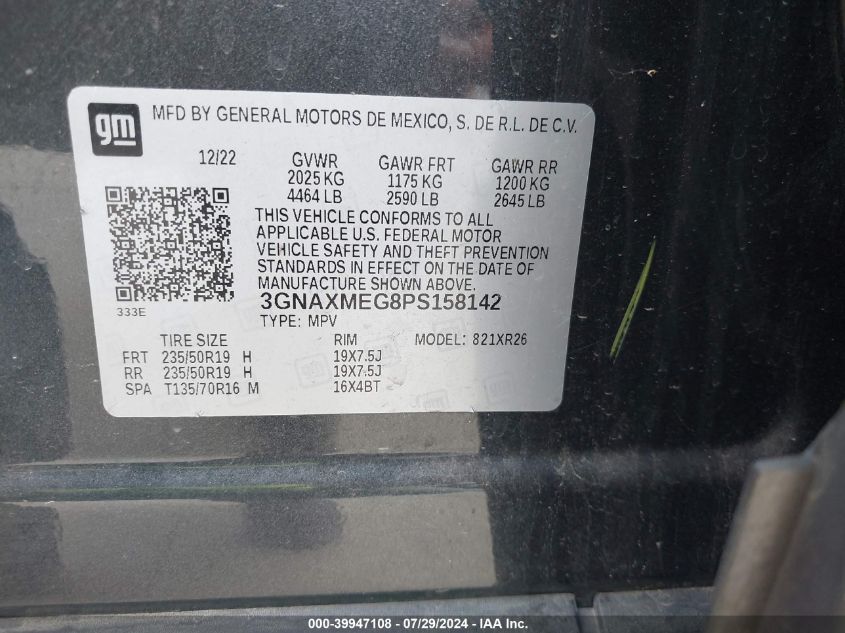 gm
MFD BY GENERAL MOTORS DE MEXICO, S. DE R.L. DE C.V.
12/22 GVWR GAWR FRT GAWR RR
2025 KG 1175 KG 1200 KG
4464 LB 2590 LB 2645 LB
THIS VEHICLE CONFORMS TO ALL
APPLICABLE U.S. FEDERAL MOTOR
VEHICLE SAFETY AND THEFT PREVENTION
STANDARDS IN EFFECT ON THE DATE OF
MANUFACTURE SHOWN ABOVE.
3GNAXMEG8PS158142
333E
TYPE: MPV
TIRE SIZE RIM MODEL: 821XR26
FRT 235/50R19 H 19X7.5J
RR 235/50R19 H 19X7.5J
SPA T135/70R16 M 16X4BT
000-39947108 - 07/29/2024 - IAA Inc.